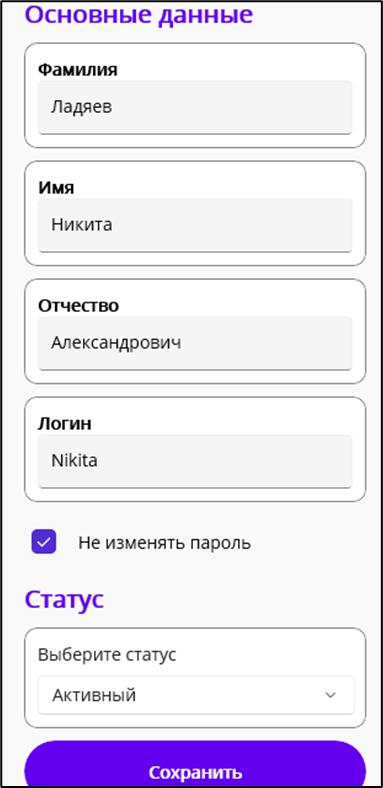 Основные данные
Фамилия
Ладяев
Имя
Никита
Отчество
Александрович
Логин
Nikita
Не изменять пароль
Статус
Выберите статус
Активный
Сохранить